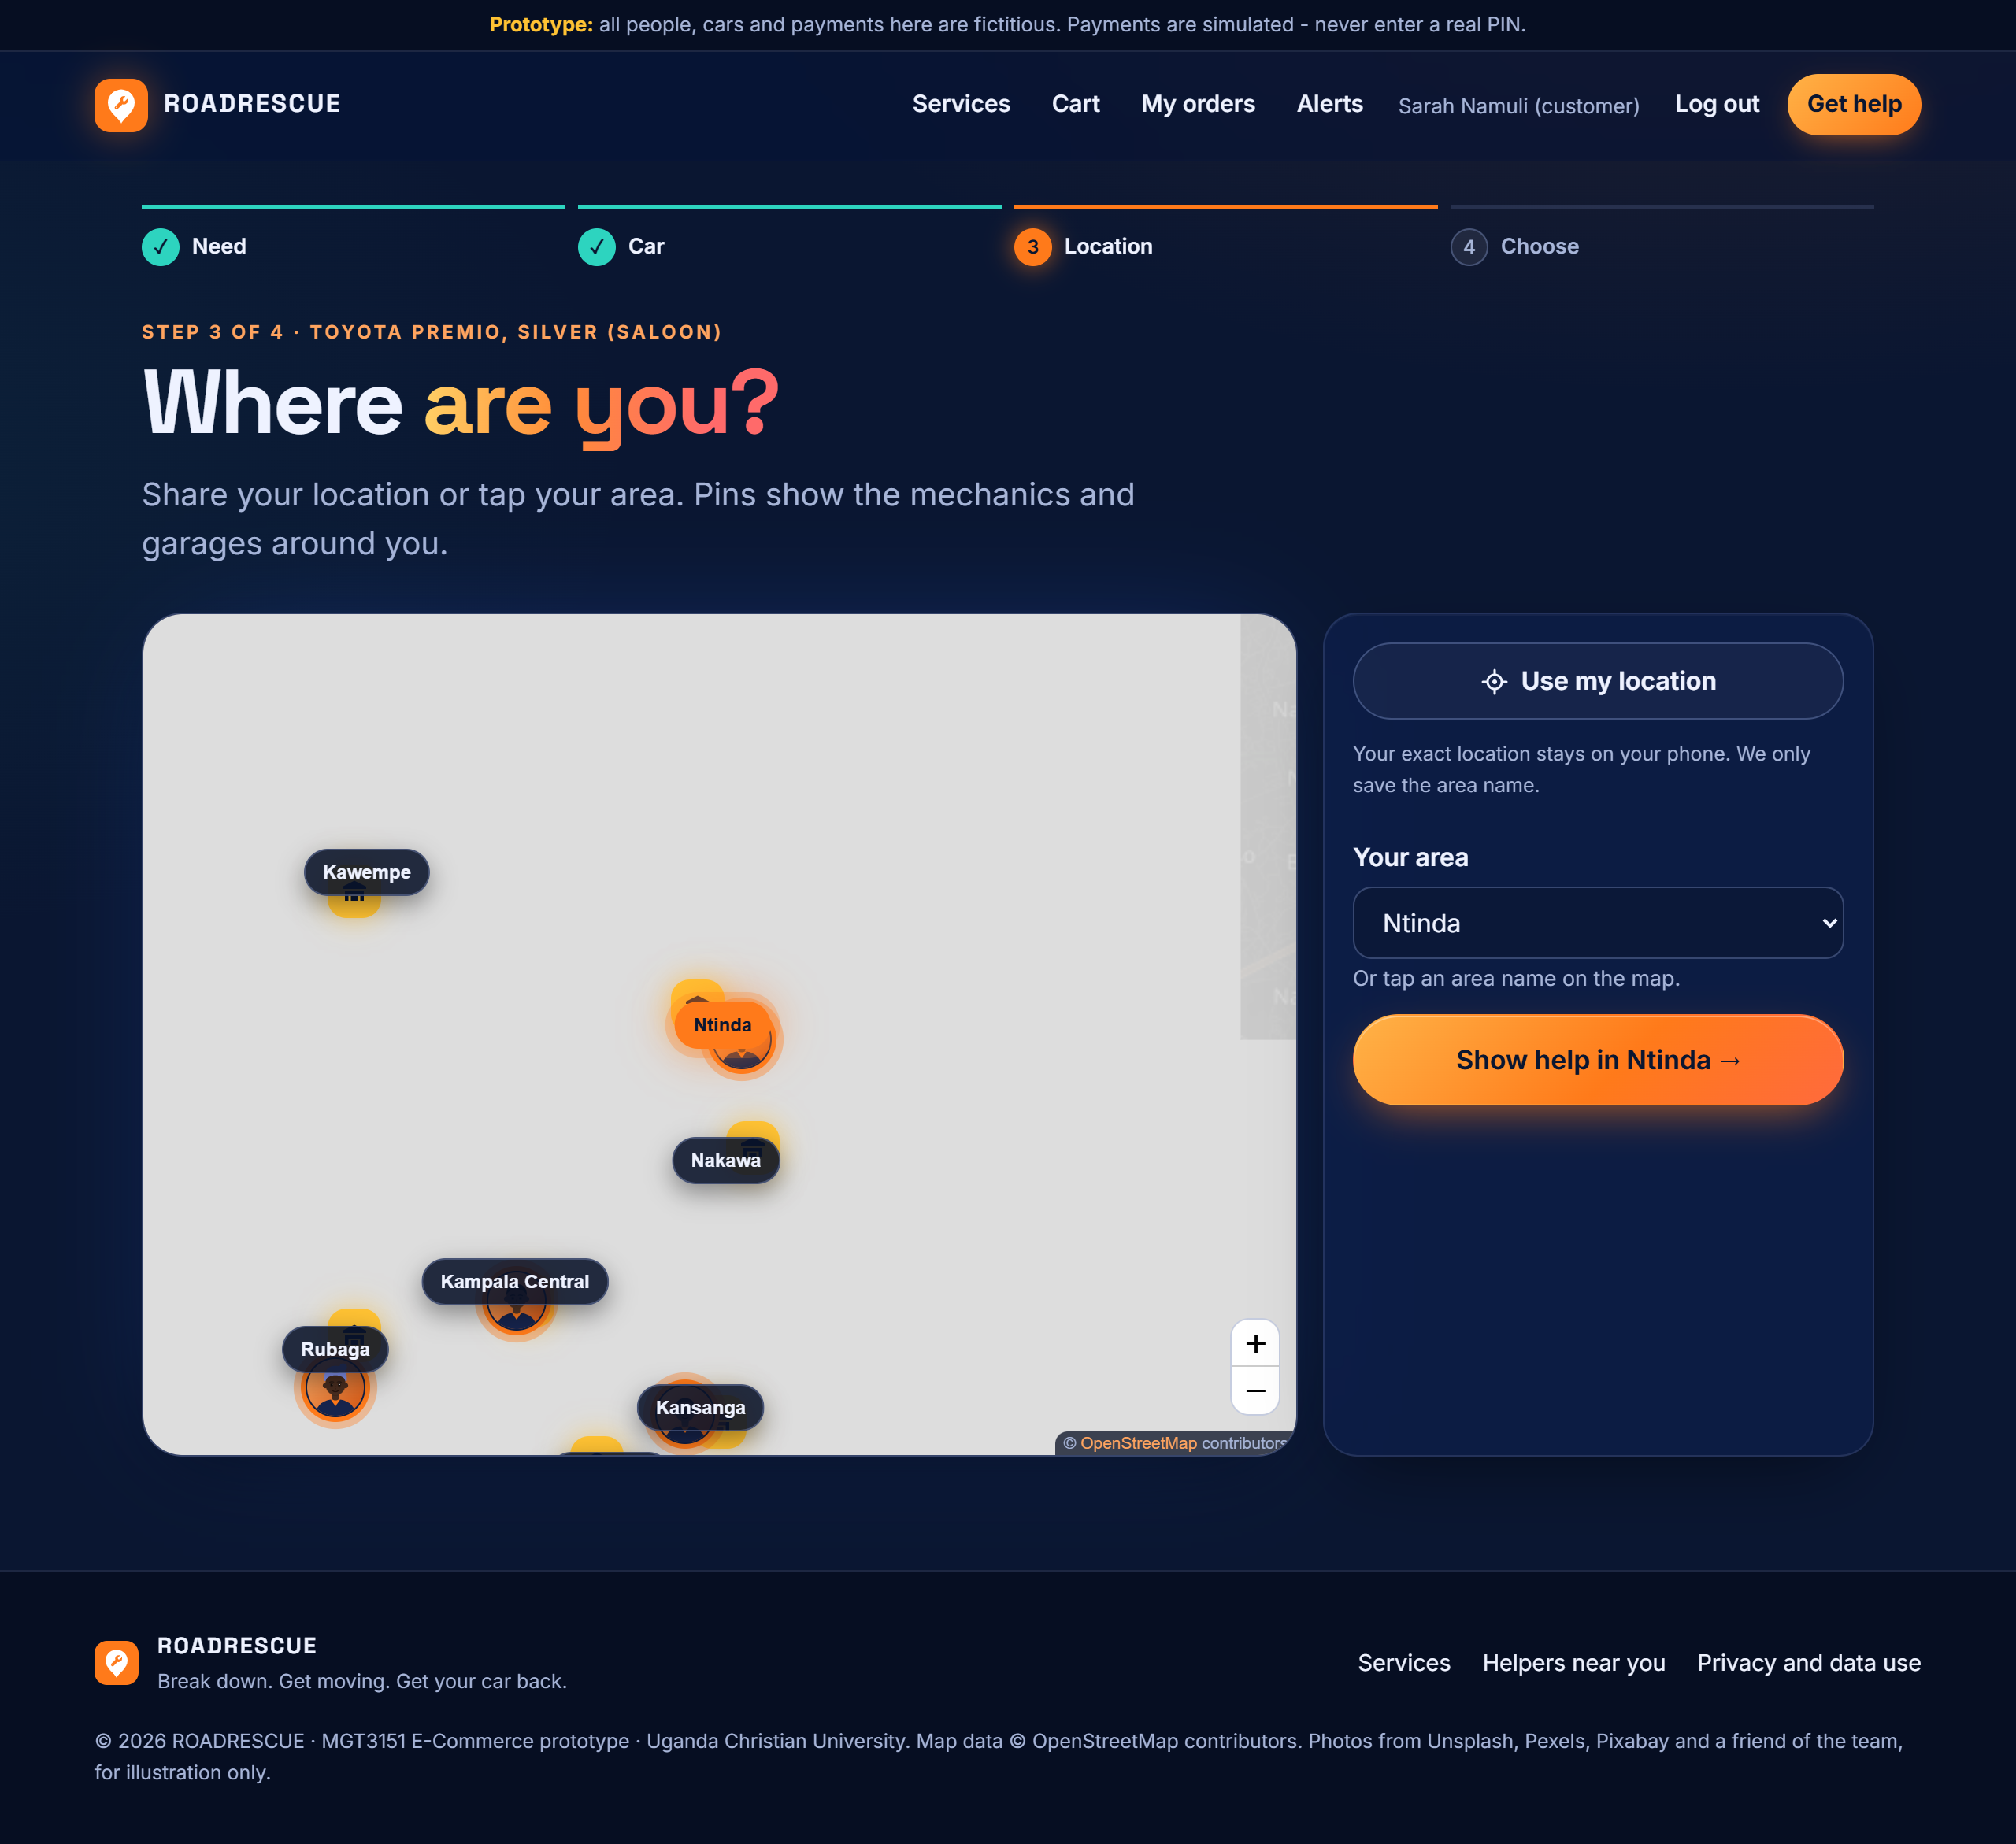 Prototype: all people, cars and payments here are fictitious. Payments are simulated - never enter a real PIN.
ROADRESCUE
Services
Cart
My orders
Alerts
Sarah Namuli (customer)
Log out
Get help
✓ Need
✓ Car
3 Location
4 Choose
STEP 3 OF 4 · TOYOTA PREMIO, SILVER (SALOON)
Where are you?
Share your location or tap your area. Pins show the mechanics and
garages around you.
Kawempe
Ntinda
Nakawa
Kampala Central
Rubaga
Kansanga
+
−
© OpenStreetMap contributors
Use my location
Your exact location stays on your phone. We only
save the area name.
Your area
Ntinda
Or tap an area name on the map.
Show help in Ntinda →
ROADRESCUE
Break down. Get moving. Get your car back.
Services
Helpers near you
Privacy and data use
© 2026 ROADRESCUE · MGT3151 E-Commerce prototype · Uganda Christian University. Map data © OpenStreetMap contributors. Photos from Unsplash, Pexels, Pixabay and a friend of the team,
for illustration only.